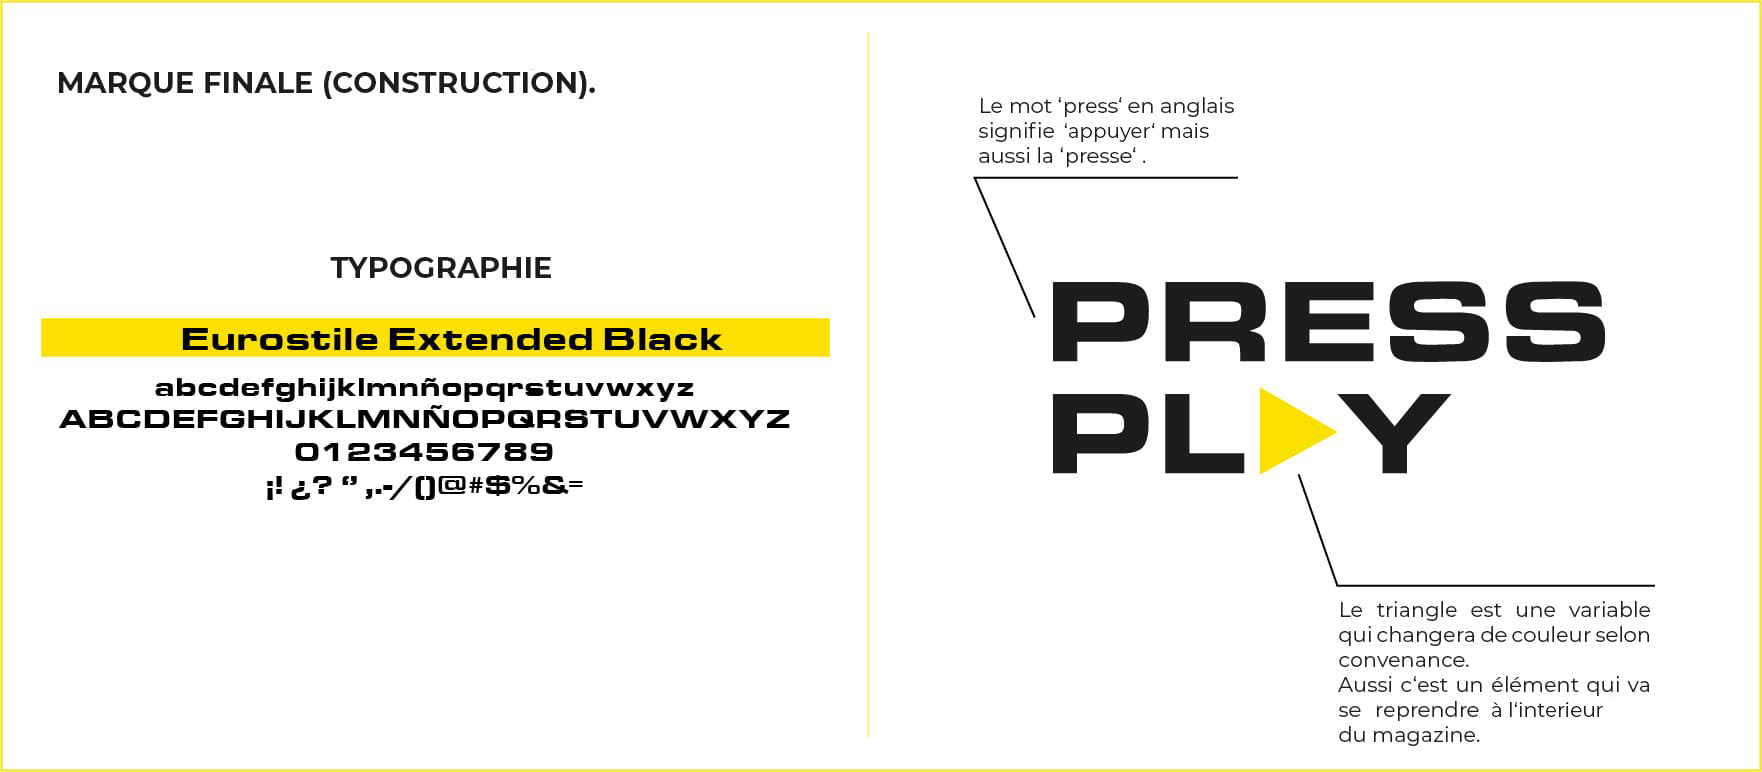 MARQUE FINALE (CONSTRUCTION).
TYPOGRAPHIE
Eurostile Extended Black
abcdefghijklmnñopqrstuvwxyz
ABCDEFGHIJKLMNÑOPQRSTUVWXYZ
0123456789
¡! ¿? ‘’ ,.-/()@#$%&=
Le mot ‘press‘ en anglais
signifie ‘appuyer‘ mais
aussi la ‘presse‘ .
PRESS
PL▶Y
Le triangle est une variable
qui changera de couleur selon
convenance.
Aussi c‘est un élément qui va
se reprendre à l‘interieur
du magazine.